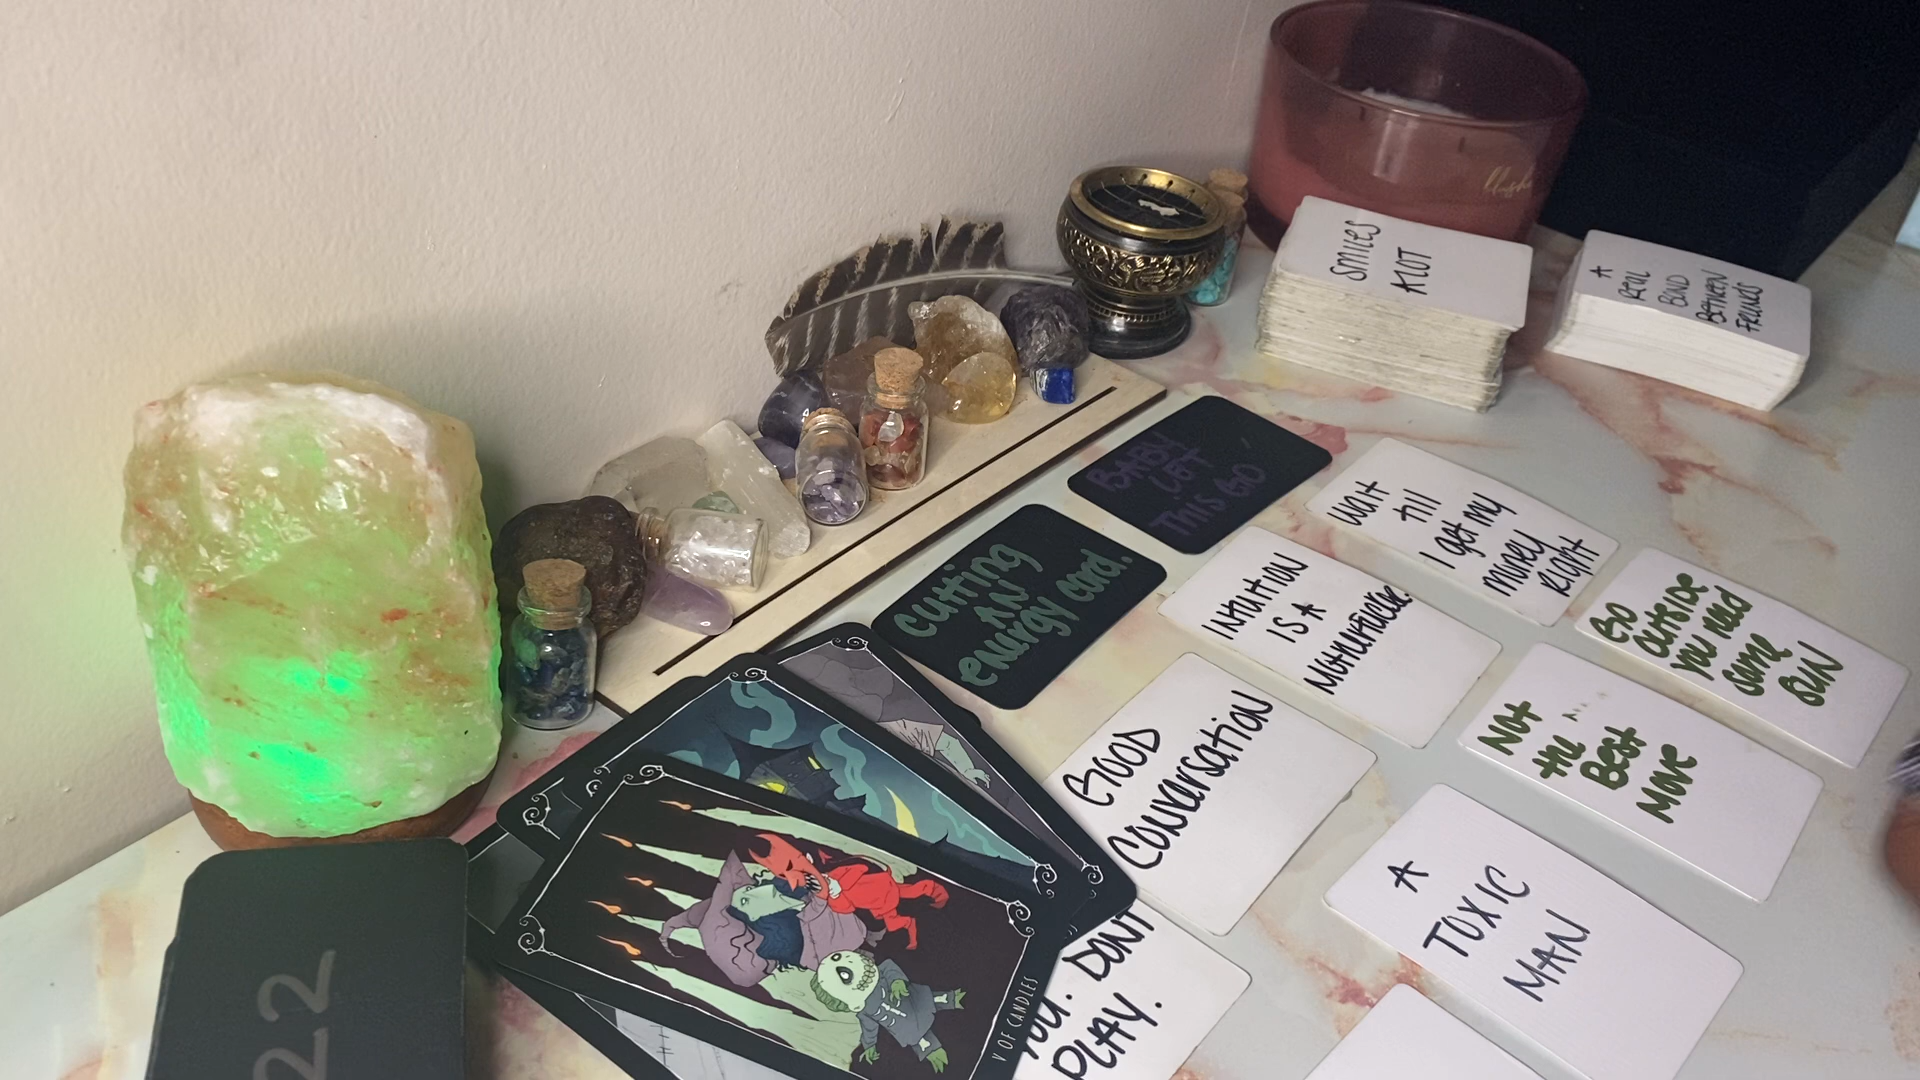 SMILES
ALOT
A
REAL
BOND
BETWEEN
FRIENDS
BABY
LET
THIS GO
Cutting
AN
energy cord.
wait
till
I get my
money
Right
INtuition
IS A
MotherFucker.
GO
OUTSIDE
you need
some
SUN
Not
the
Best
Move
GOOD
Conversation
A
TOXIC
MAN
YOU. DON'T
PLAY.
V OF CANDLES
22